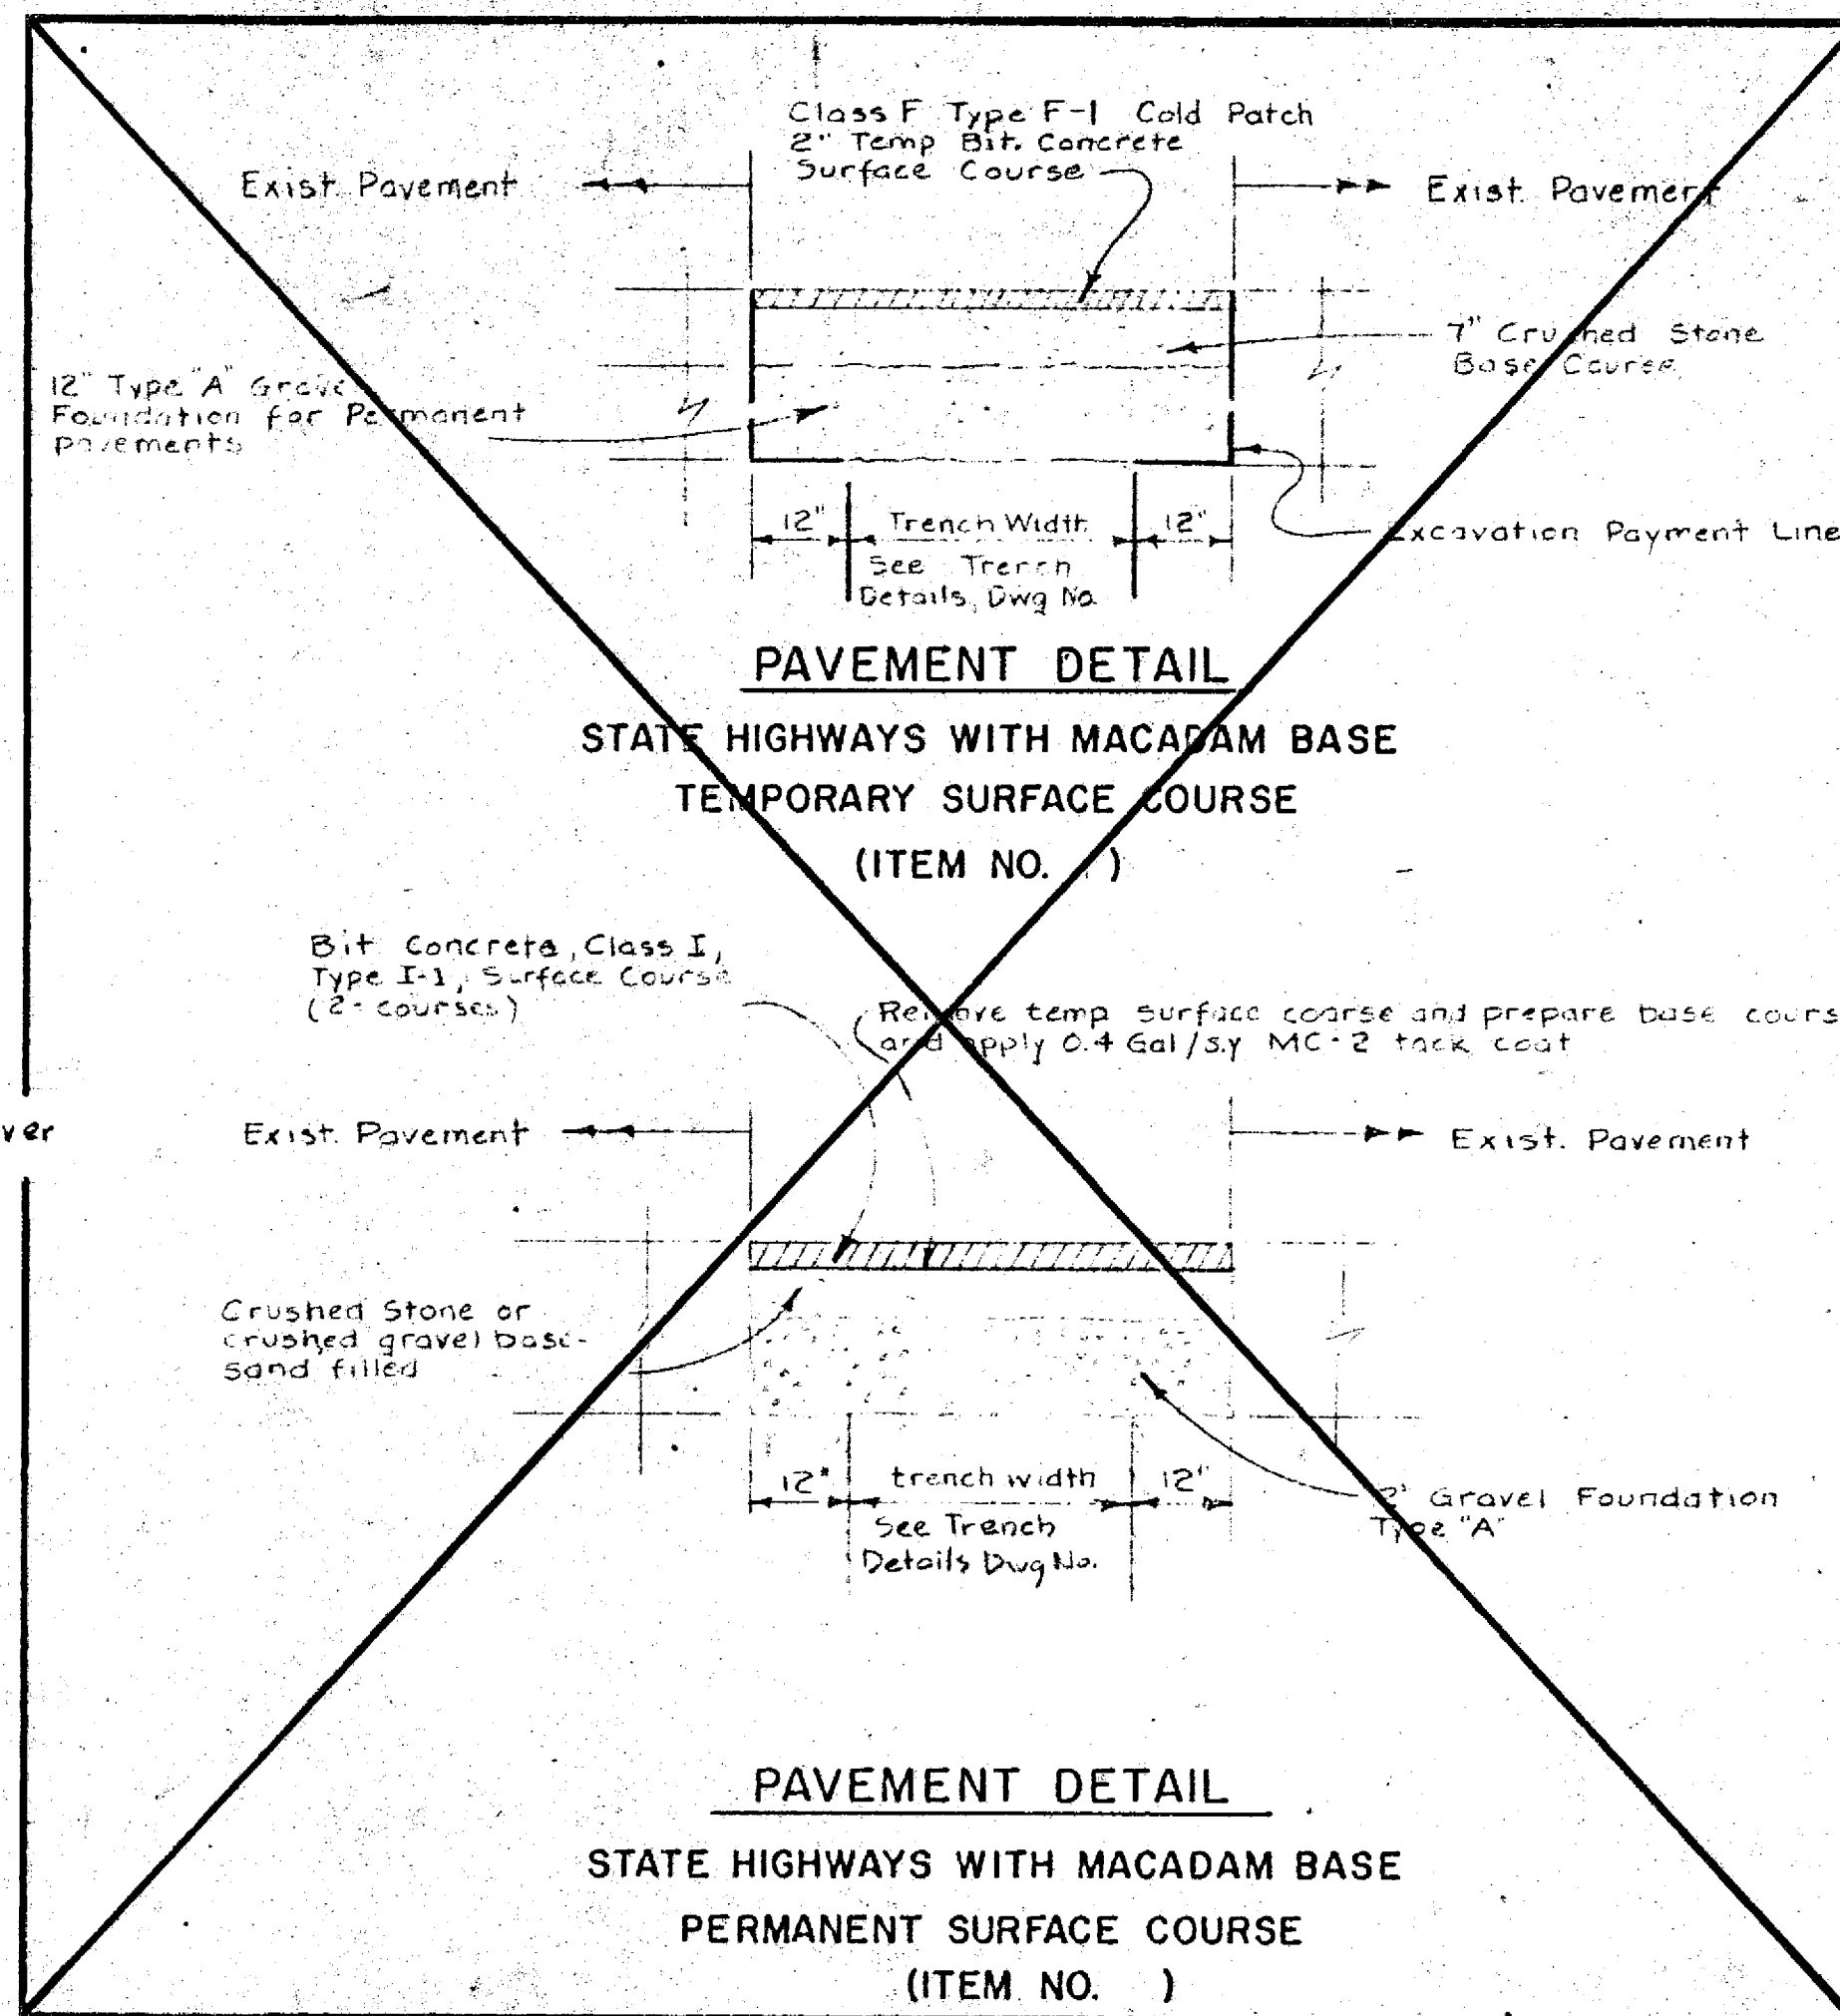 Class F Type F-1 Cold Patch
2" Temp Bit. Concrete
Surface Course
Exist. Pavement
Exist. Pavement
7" Crushed Stone
Base Course
12" Type "A" Gravel
Foundation for Permanent
pavements
12"
Trench Width
12"
See Trench
Details, Dwg No.
Excavation Payment Line
PAVEMENT DETAIL
STATE HIGHWAYS WITH MACADAM BASE
TEMPORARY SURFACE COURSE
(ITEM NO. )
Bit Concrete, Class I,
Type I-1, Surface Course
(2-courses)
Remove temp surface coarse and prepare base cours
and apply 0.4 Gal/s.y MC-2 tack coat
ver
Exist. Pavement
Exist. Pavement
Crushed Stone or
crushed gravel base-
sand filled
12"
trench width
12"
See Trench
Details Dwg No.
Gravel Foundation
Type "A"
PAVEMENT DETAIL
STATE HIGHWAYS WITH MACADAM BASE
PERMANENT SURFACE COURSE
(ITEM NO. )